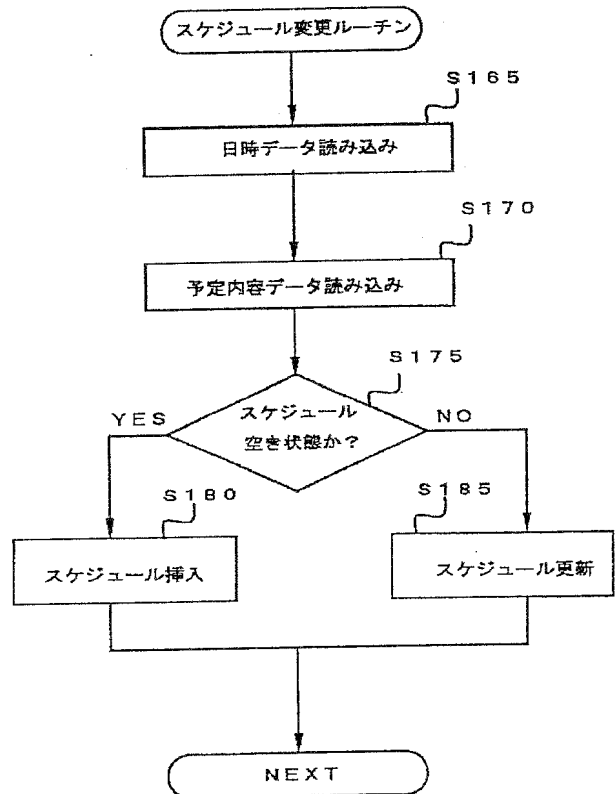 スケジュール変更ルーチン
S165
日時データ読み込み
S170
予定内容データ読み込み
S175
スケジュール
空き状態か?
YES
NO
S180
スケジュール挿入
S185
スケジュール更新
NEXT